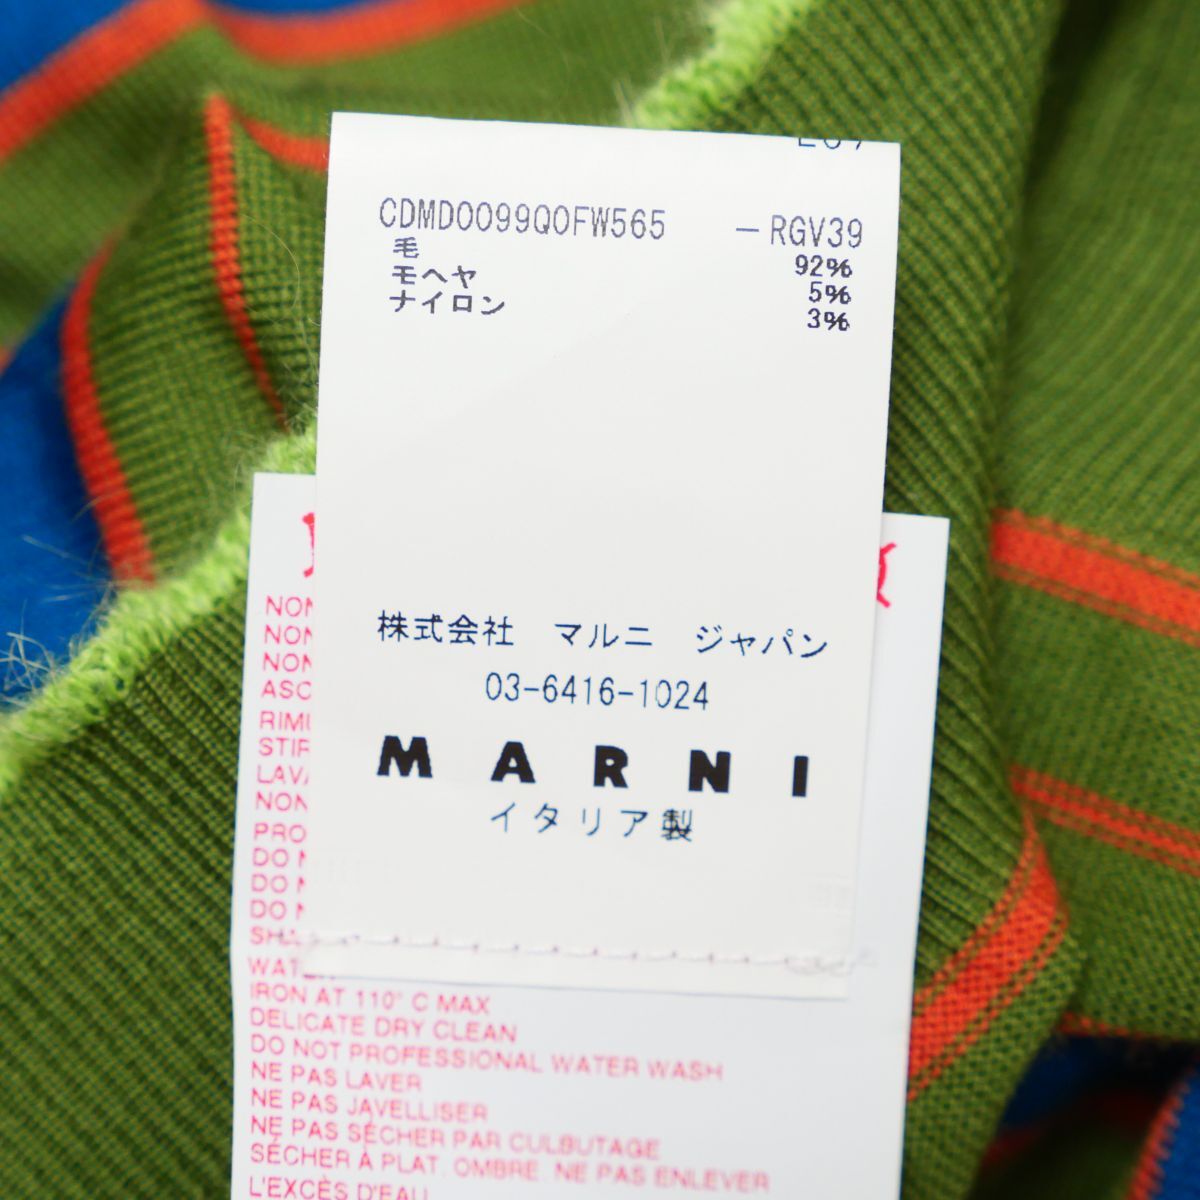 CDMD0099Q0FW565 －RGV39
毛 92%
モヘヤ 5%
ナイロン 3%
株式会社 マルニ ジャパン
03-6416-1024
MARNI
イタリア製
IRON AT 110° C MAX
DELICATE DRY CLEAN
DO NOT PROFESSIONAL WATER WASH
NE PAS LAVER
NE PAS JAVELLISER
NE PAS SÉCHER PAR CULBUTAGE
SÉCHER À PLAT. OMBRE. NE PAS ENLEVER
L'EXCÈS D'EAU